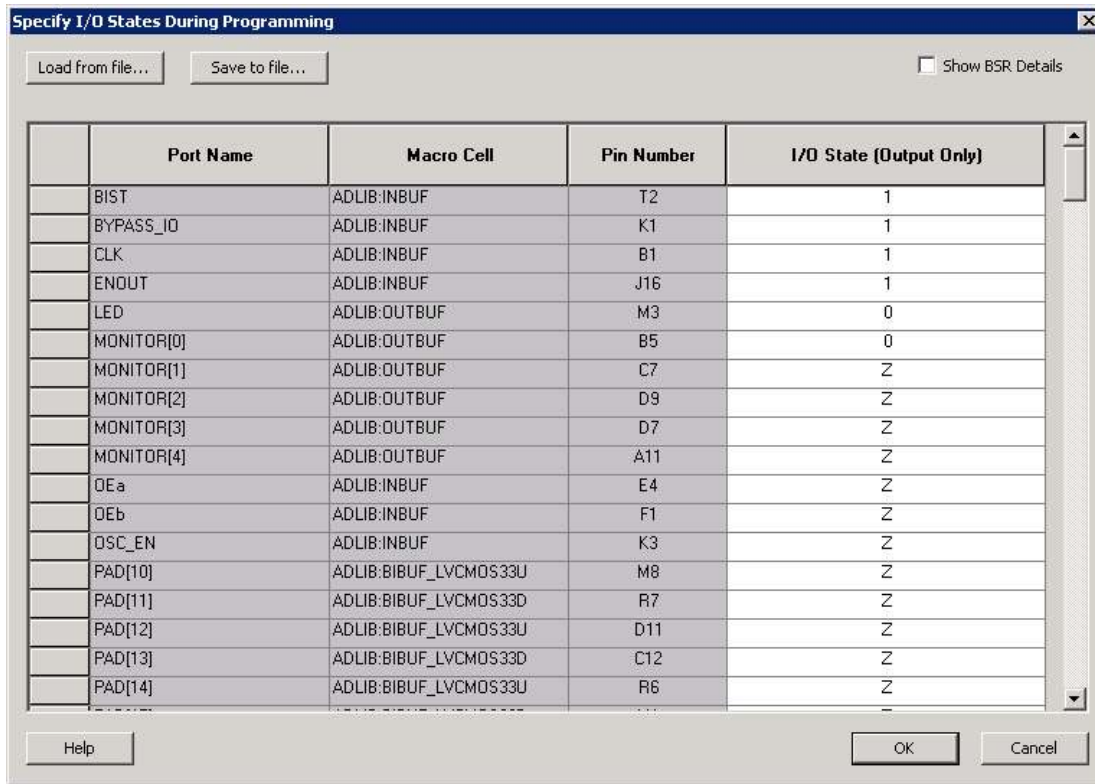 Specify I/O States During Programming
Load from file... Save to file... Show BSR Details
Port Name Macro Cell Pin Number I/O State (Output Only)
BIST ADLIB:INBUF T2 1
BYPASS_IO ADLIB:INBUF K1 1
CLK ADLIB:INBUF B1 1
ENOUT ADLIB:INBUF J16 1
LED ADLIB:OUTBUF M3 0
MONITOR[0] ADLIB:OUTBUF B5 0
MONITOR[1] ADLIB:OUTBUF C7 Z
MONITOR[2] ADLIB:OUTBUF D9 Z
MONITOR[3] ADLIB:OUTBUF D7 Z
MONITOR[4] ADLIB:OUTBUF A11 Z
OEa ADLIB:INBUF E4 Z
OEb ADLIB:INBUF F1 Z
OSC_EN ADLIB:INBUF K3 Z
PAD[10] ADLIB:BIBUF_LVCMOS33U M8 Z
PAD[11] ADLIB:BIBUF_LVCMOS33D R7 Z
PAD[12] ADLIB:BIBUF_LVCMOS33U D11 Z
PAD[13] ADLIB:BIBUF_LVCMOS33D C12 Z
PAD[14] ADLIB:BIBUF_LVCMOS33U R6 Z
Help OK Cancel